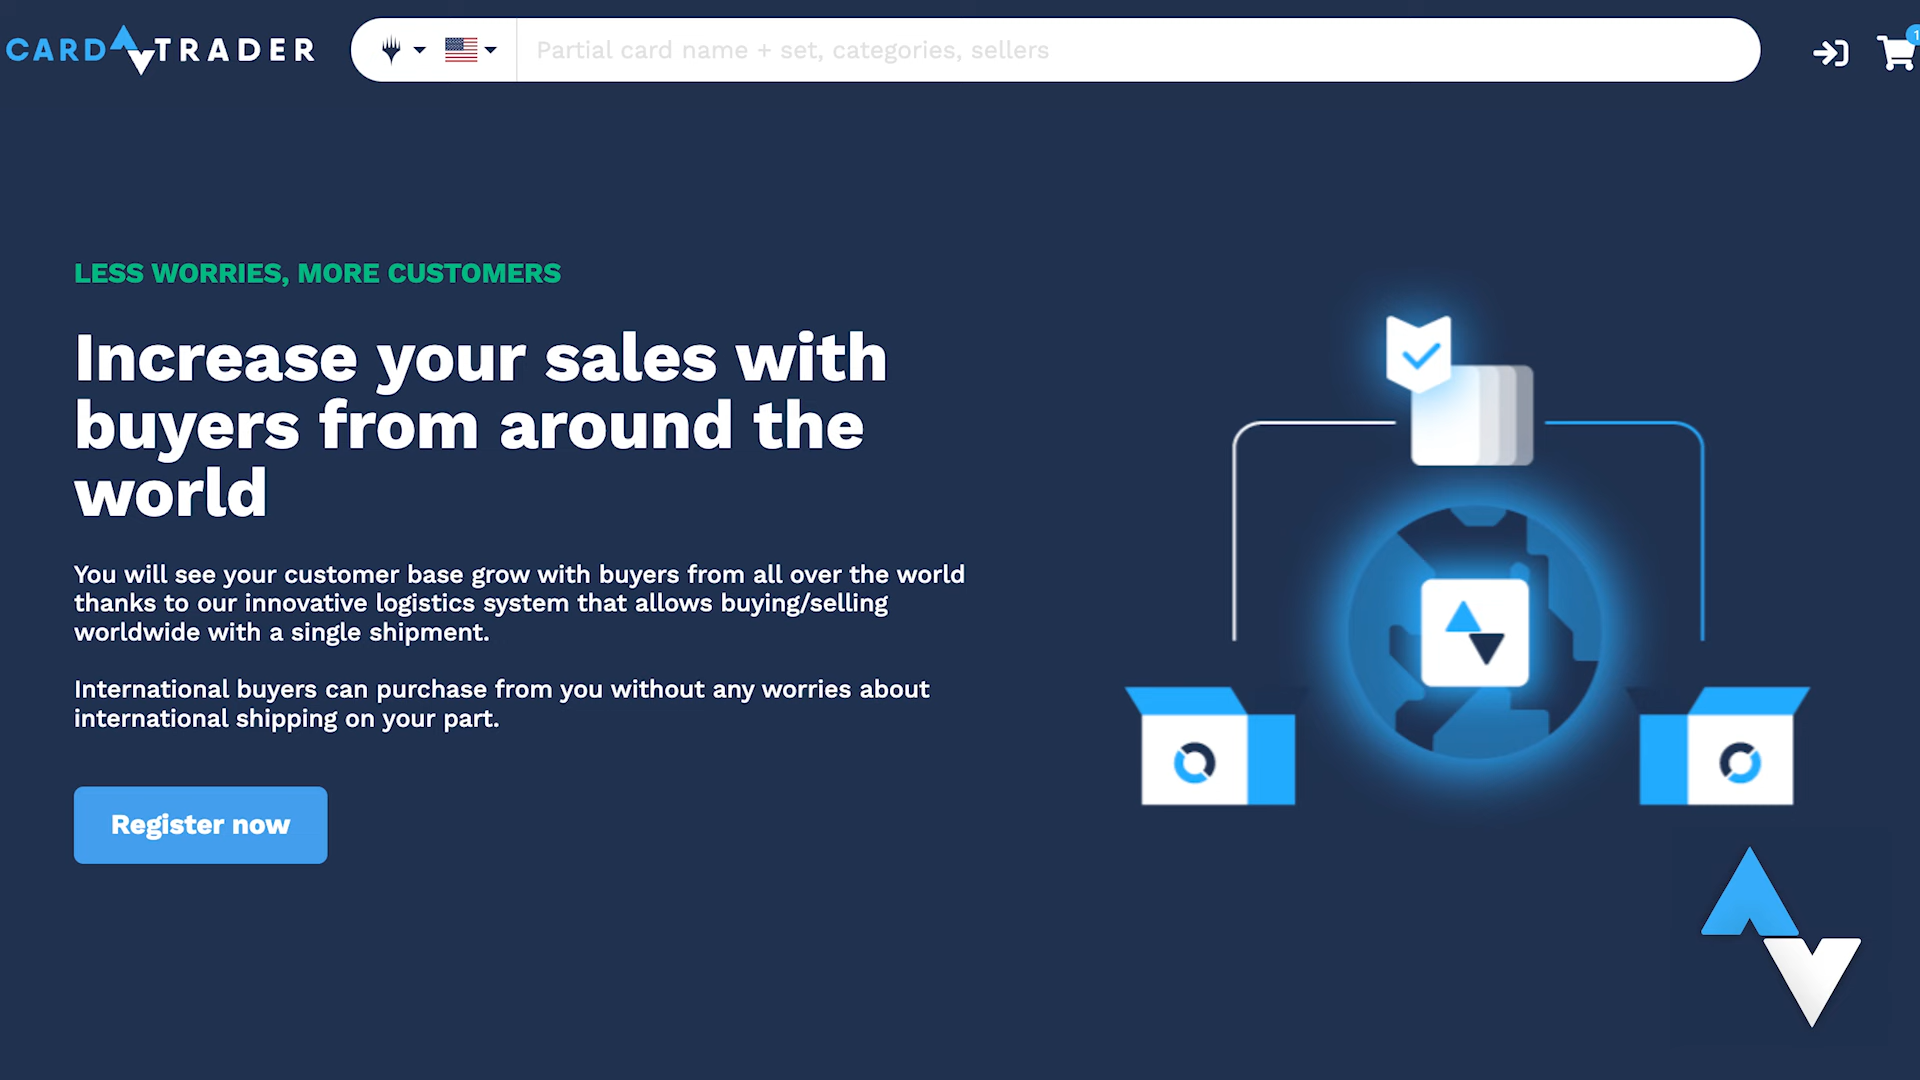 CARD TRADER
Partial card name + set, categories, sellers
1
LESS WORRIES, MORE CUSTOMERS
Increase your sales with
buyers from around the
world
You will see your customer base grow with buyers from all over the world
thanks to our innovative logistics system that allows buying/selling
worldwide with a single shipment.
International buyers can purchase from you without any worries about
international shipping on your part.
Register now